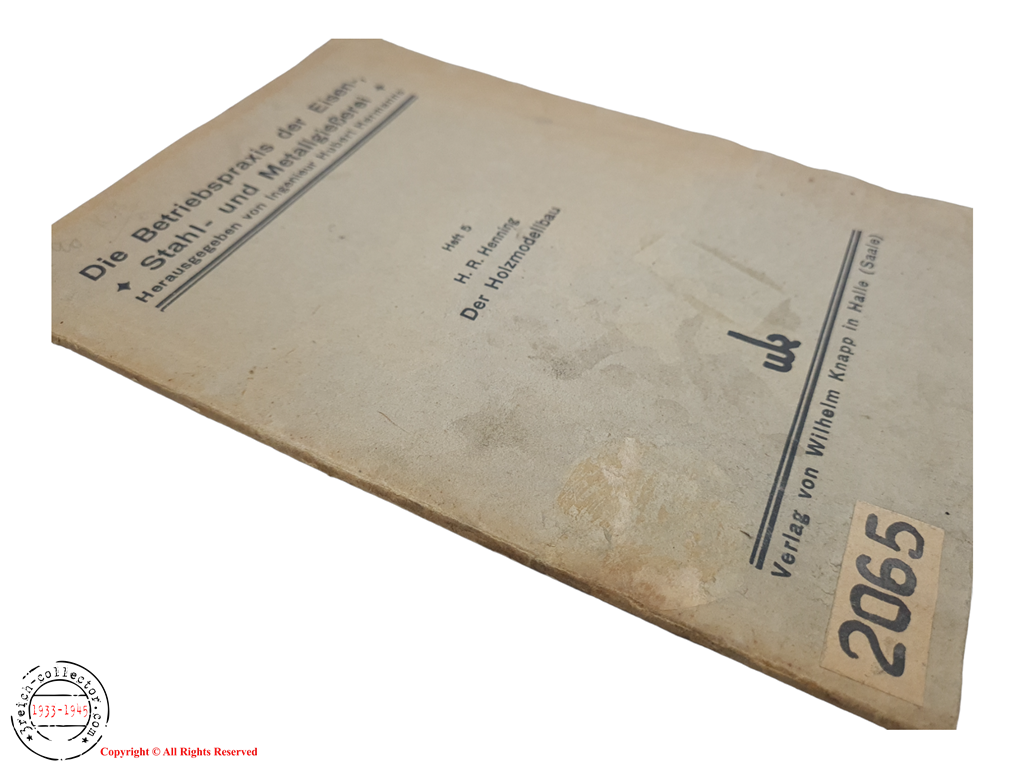 Die Betriebspraxis der Eisen-,
Stahl- und Metallgießerei
Herausgegeben von Ingenieur Hubert Hermanns
Heft 5
H. R. Henning
Der Holzmodellbau
wk
Verlag von Wilhelm Knapp in Halle (Saale)
2065
3reich-collector.com
1933-1945
Copyright © All Rights Reserved